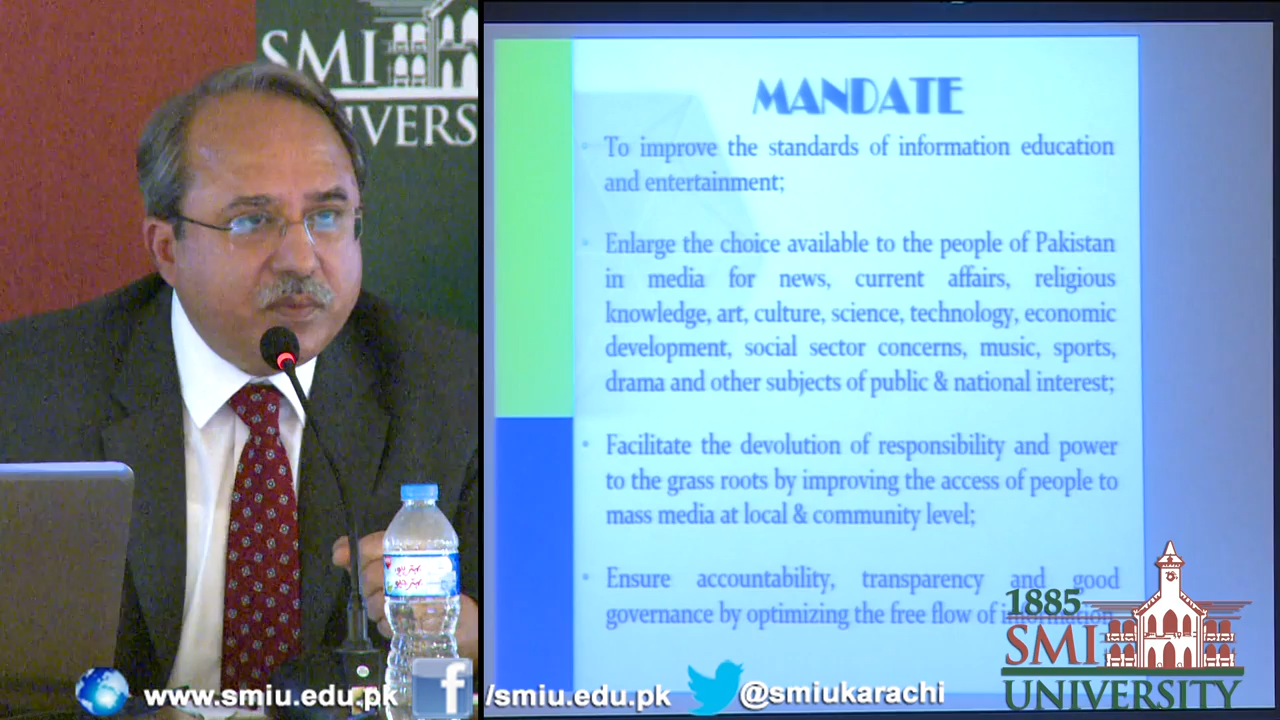 SMI
UNIVERS
MANDATE
To improve the standards of information education
and entertainment;
Enlarge the choice available to the people of Pakistan
in media for news, current affairs, religious
knowledge, art, culture, science, technology, economic
development, social sector concerns, music, sports,
drama and other subjects of public & national interest;
Facilitate the devolution of responsibility and power
to the grass roots by improving the access of people to
mass media at local & community level;
Ensure accountability, transparency and good
governance by optimizing the free flow of information
1885
SMI
UNIVERSITY
www.smiu.edu.pk
f /smiu.edu.pk
@smiukarachi